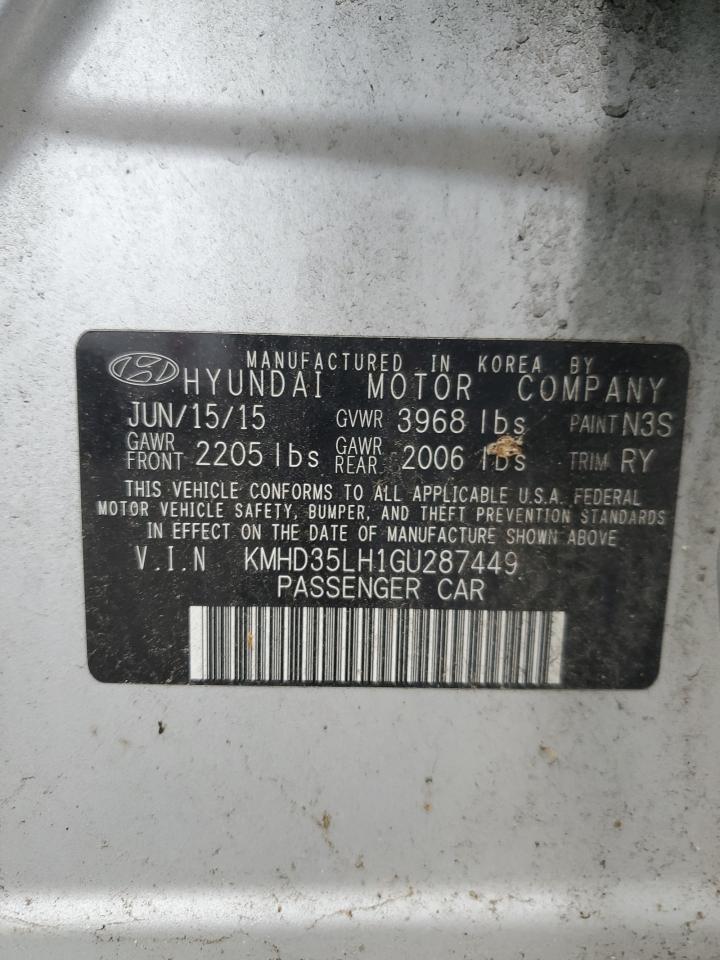 MANUFACTURED IN KOREA BY
HYUNDAI MOTOR COMPANY
JUN/15/15 GVWR 3968 lbs PAINT N3S
GAWR FRONT 2205 lbs GAWR REAR. 2006 lbs TRIM RY
THIS VEHICLE CONFORMS TO ALL APPLICABLE U.S.A. FEDERAL
MOTOR VEHICLE SAFETY, BUMPER, AND THEFT PREVENTION STANDARDS
IN EFFECT ON THE DATE OF MANUFACTURE SHOWN ABOVE
V.I.N KMHD35LH1GU287449
PASSENGER CAR